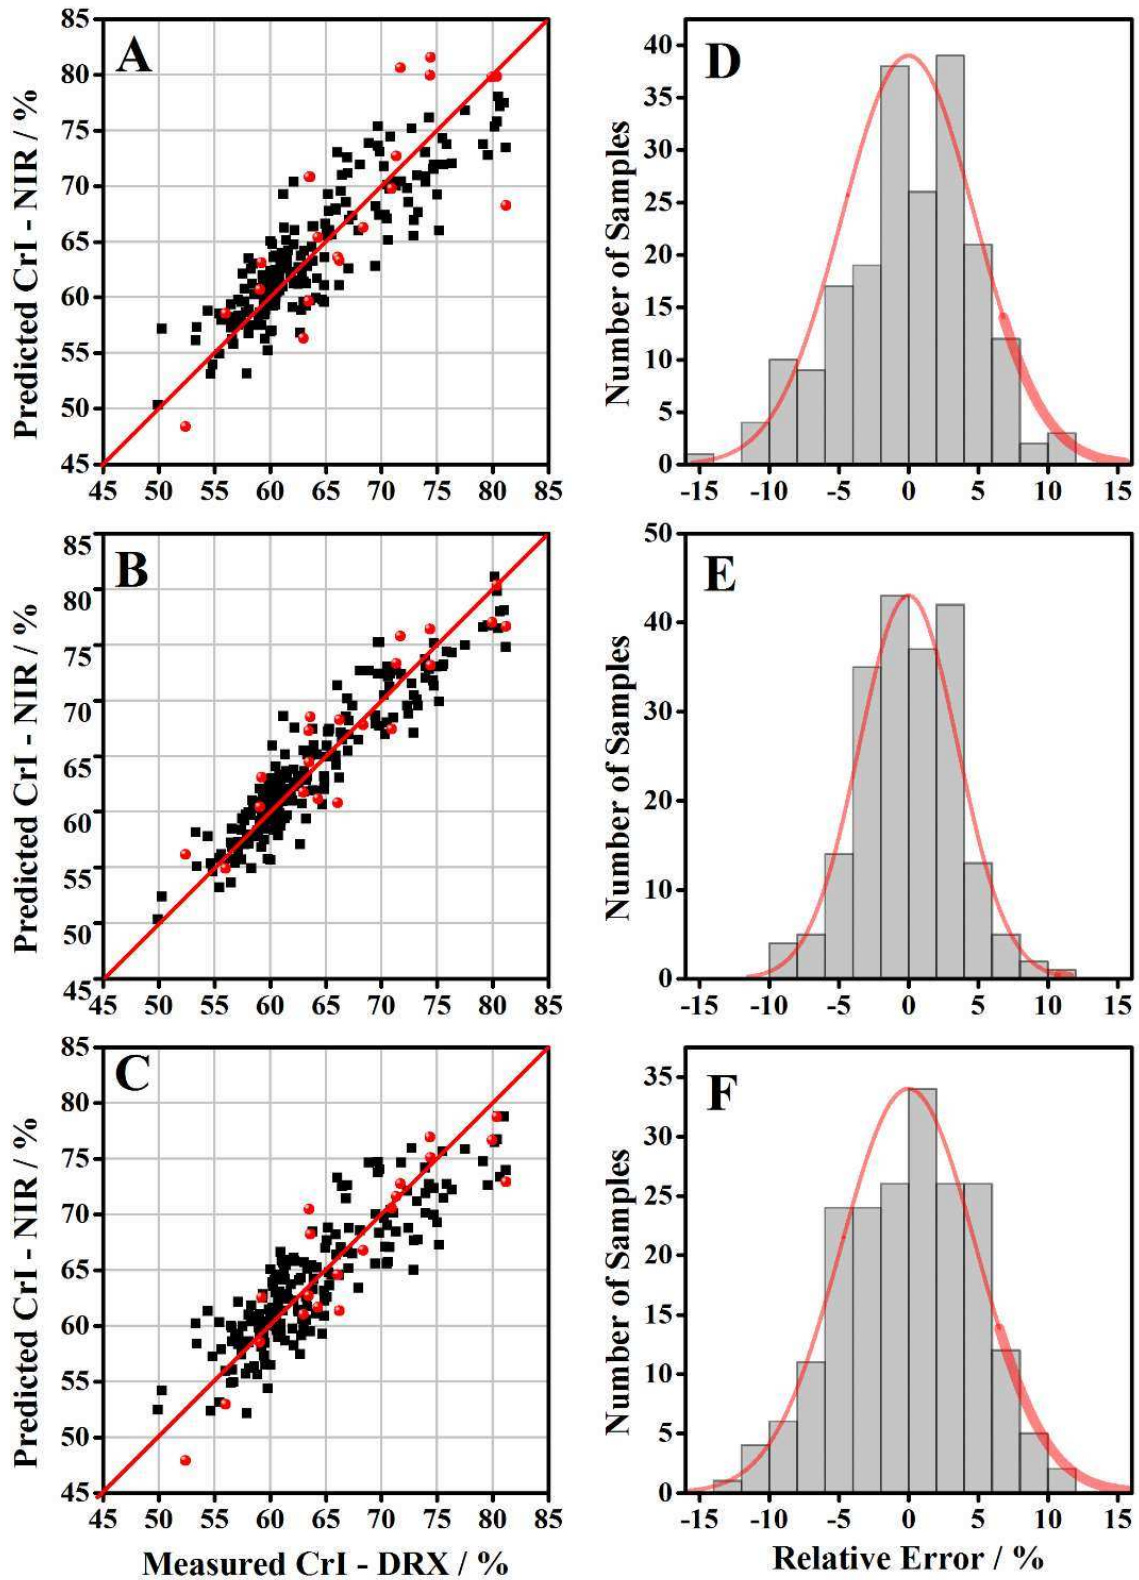 A
Predicted CrI - NIR / %
85
80
75
70
65
60
55
50
45
45 50 55 60 65 70 75 80 85
D
Number of Samples
40
35
30
25
20
15
10
5
0
-15 -10 -5 0 5 10 15
B
Predicted CrI - NIR / %
85
80
75
70
65
60
55
50
45
45 50 55 60 65 70 75 80 85
E
Number of Samples
50
40
30
20
10
0
-15 -10 -5 0 5 10 15
C
Predicted CrI - NIR / %
85
80
75
70
65
60
55
50
45
45 50 55 60 65 70 75 80 85
Measured CrI - DRX / %
F
Number of Samples
35
30
25
20
15
10
5
0
-15 -10 -5 0 5 10 15
Relative Error / %